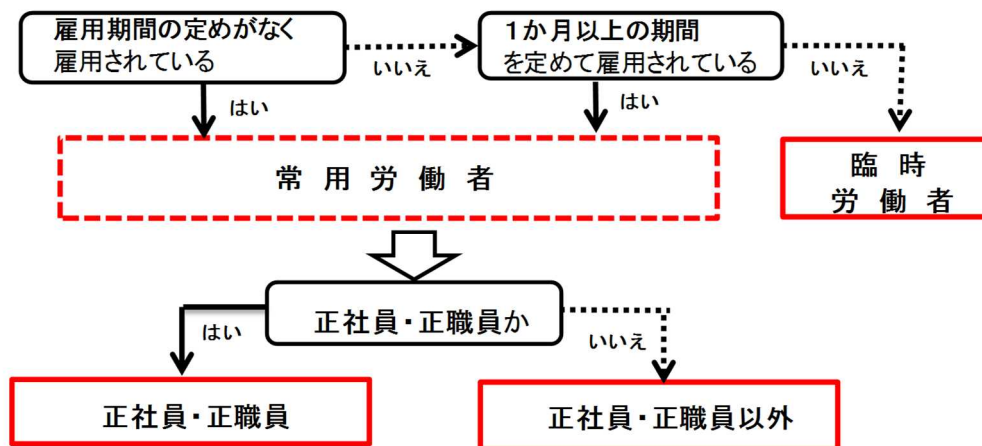 雇用期間の定めがなく
雇用されている
いいえ
１か月以上の期間
を定めて雇用されている
いいえ
はい
はい
常用労働者
臨時
労働者
正社員・正職員か
はい
いいえ
正社員・正職員
正社員・正職員以外